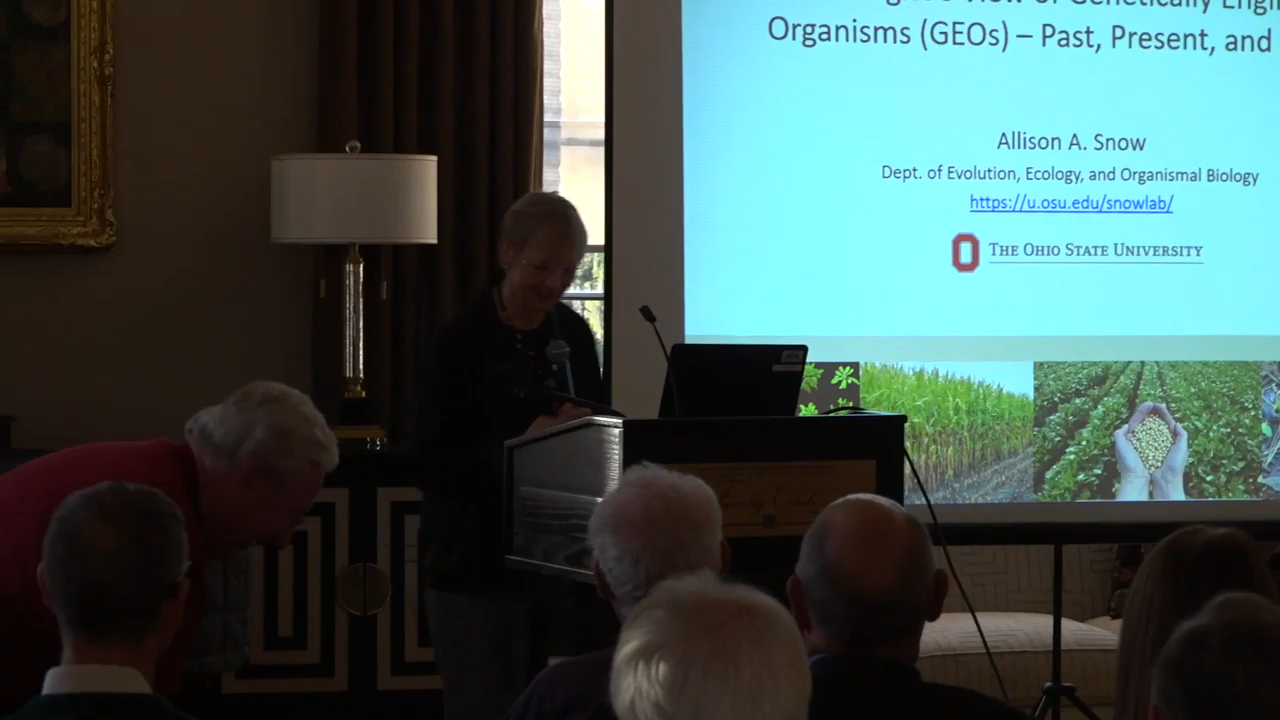 Organisms (GEOs) – Past, Present, and
Allison A. Snow
Dept. of Evolution, Ecology, and Organismal Biology
https://u.osu.edu/snowlab/
THE OHIO STATE UNIVERSITY